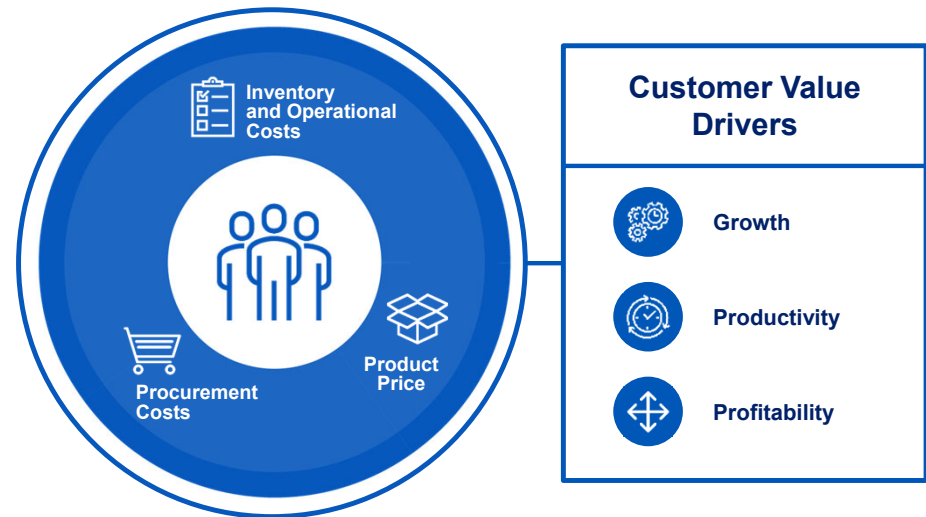 Inventory
and Operational
Costs
Procurement
Costs
Product
Price
Customer Value
Drivers
Growth
Productivity
Profitability